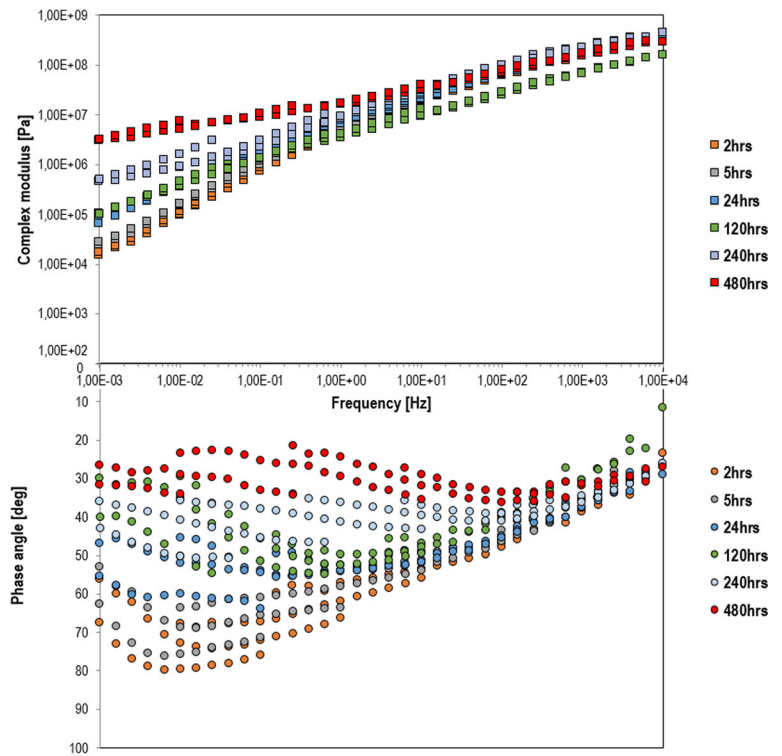 1,00E+09
1,00E+08
1,00E+07
1,00E+06
1,00E+05
1,00E+04
1,00E+03
1,00E+02
Complex modulus [Pa]
2hrs
5hrs
24hrs
120hrs
240hrs
480hrs
0
1,00E-03 1,00E-02 1,00E-01 1,00E+00 1,00E+01 1,00E+02 1,00E+03 1,00E+04
Frequency [Hz]
10
20
30
40
50
60
70
80
90
100
Phase angle [deg]
2hrs
5hrs
24hrs
120hrs
240hrs
480hrs